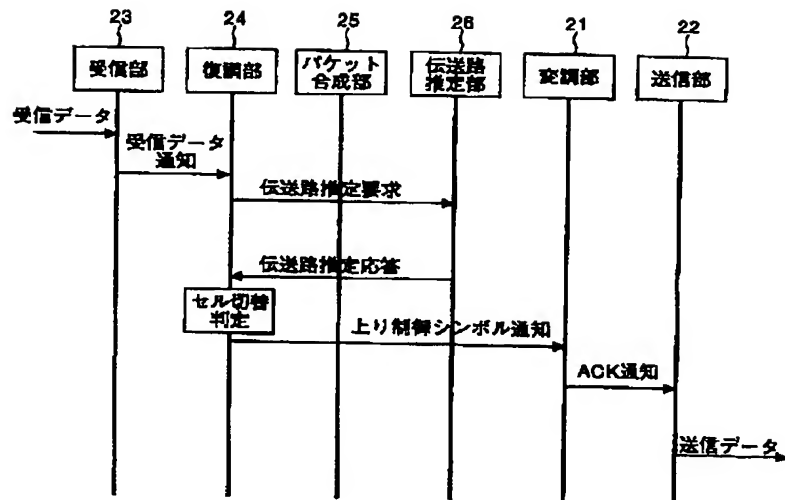 23
24
25
26
21
22
受信部
復調部
パケット
合成部
伝送路
推定部
変調部
送信部
受信データ
受信データ
通知
伝送路推定要求
伝送路推定応答
セル切替
判定
上り制御シンボル通知
ACK通知
送信データ